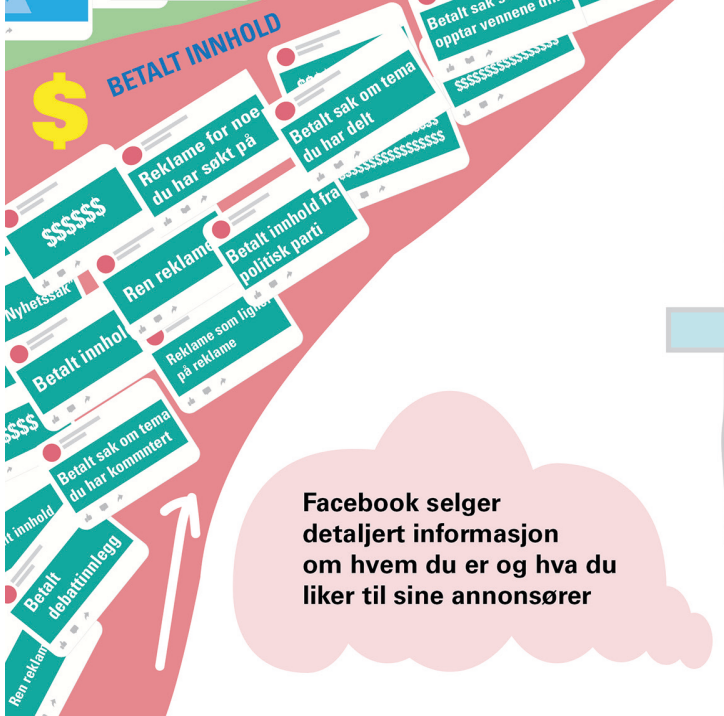 BETALT INNHOLD
$
Betalt sak
opptar vennene
$$$$$$$$$$$$$$$$$
Betalt sak om tema
du har delt
$$$$$$$$$$$$$$$$$
Reklame for noe
du har søkt på
$$$$$$
Betalt innhold fra
politisk parti
Ren reklame
Nyhetssak
Reklame som ligner
på reklame
Betalt innhol
$$$$
Betalt sak om tema
du har kommntert
innhold
Betalt
debattinnlegg
Ren reklam
Facebook selger
detaljert informasjon
om hvem du er og hva du
liker til sine annonsører